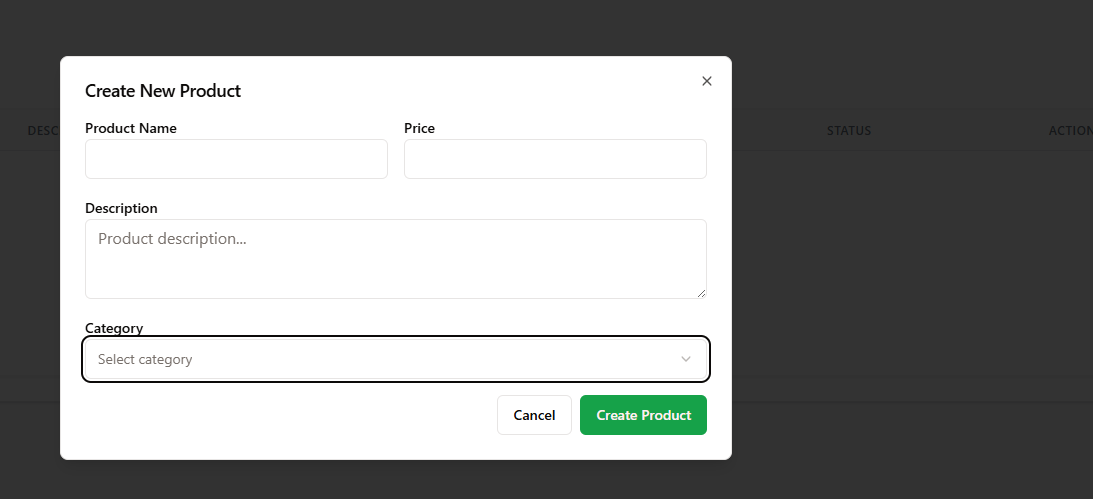 Create New Product
Product Name Price
Description
Product description...
Category
Select category
Cancel Create Product
DESC STATUS ACTION